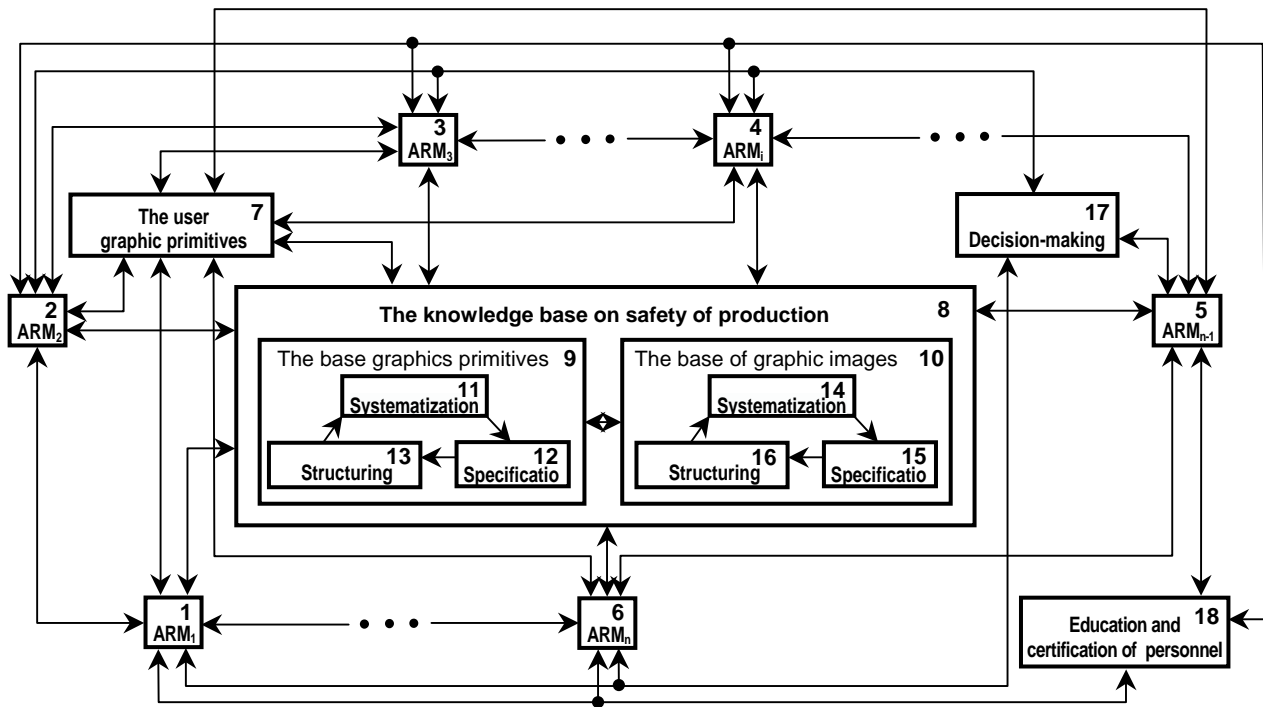 3
ARM₃
4
ARMᵢ
7
The user
graphic primitives
17
Decision-making
2
ARM₂
The knowledge base on safety of production 8
5
ARMₙ₋₁
The base graphics primitives 9
11
Systematization
13
Structuring
12
Specificatio
The base of graphic images 10
14
Systematization
16
Structuring
15
Specificatio
1
ARM₁
6
ARMₙ
18
Education and
certification of personnel